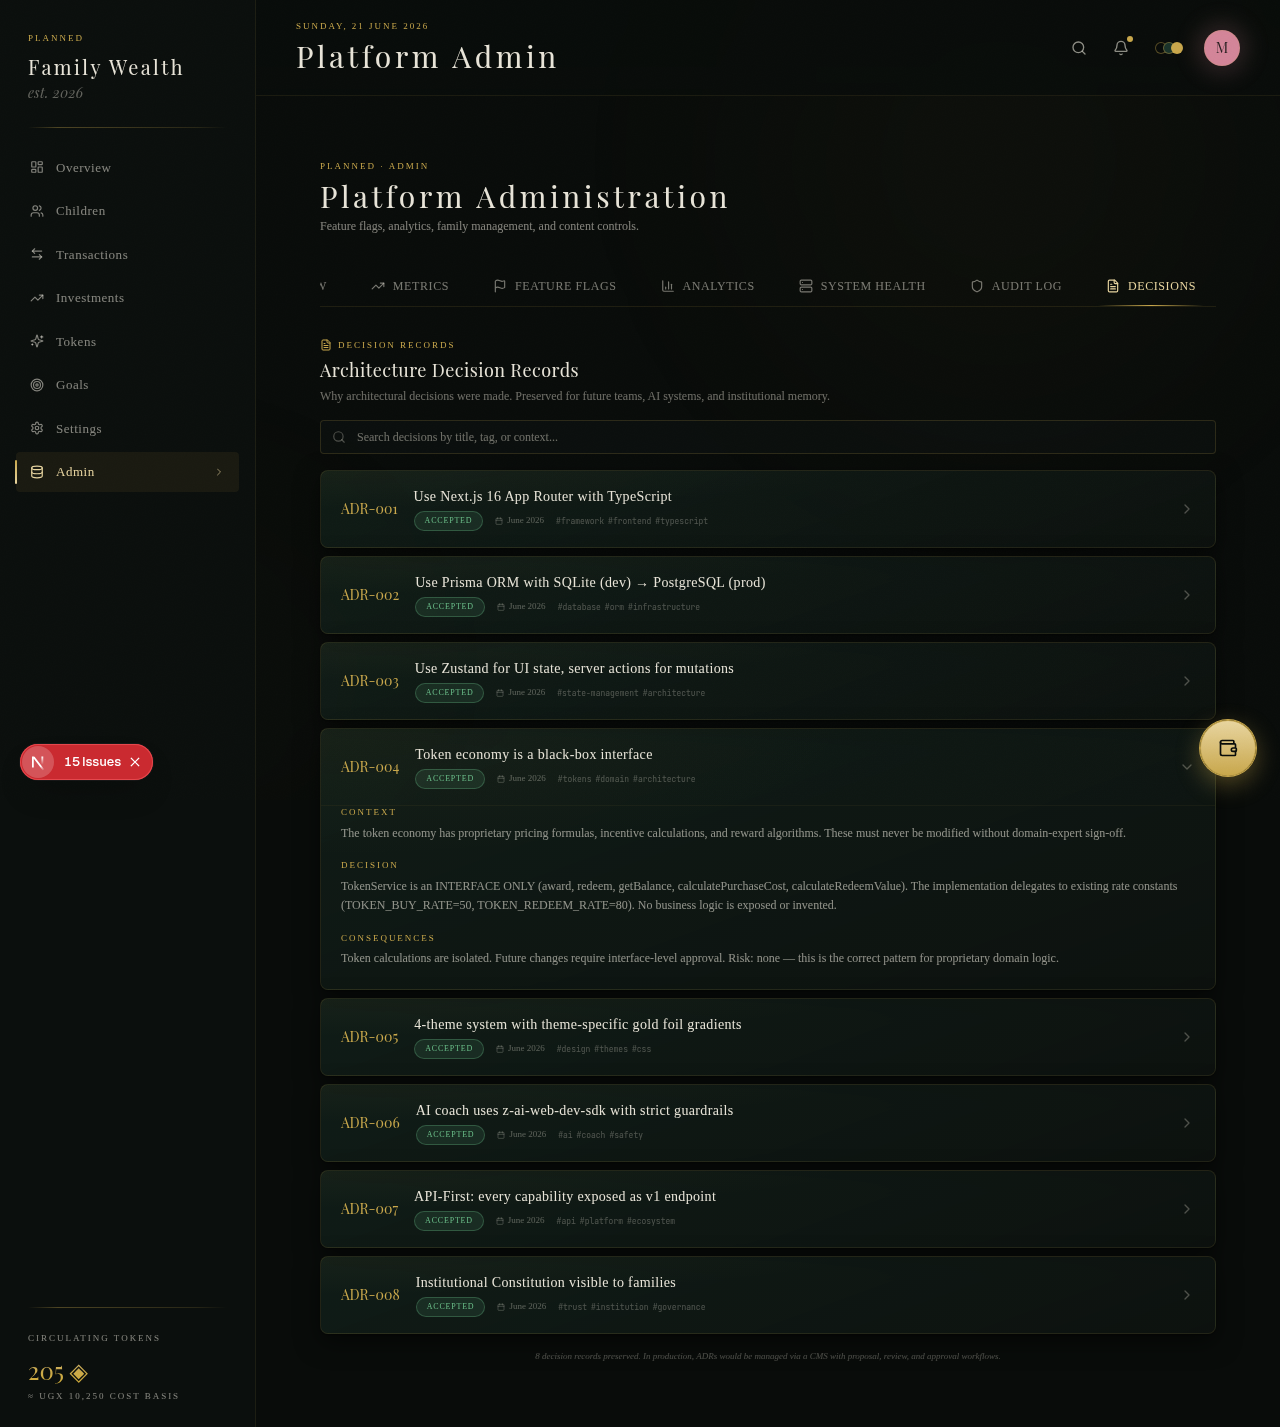 PLANNED
Family Wealth
est. 2026
Overview
Children
Transactions
Investments
Tokens
Goals
Settings
Admin
15 Issues
CIRCULATING TOKENS
205 ◈
≈ UGX 10,250 COST BASIS
SUNDAY, 21 JUNE 2026
Platform Admin
M
PLANNED · ADMIN
Platform Administration
Feature flags, analytics, family management, and content controls.
METRICS FEATURE FLAGS ANALYTICS SYSTEM HEALTH AUDIT LOG DECISIONS
DECISION RECORDS
Architecture Decision Records
Why architectural decisions were made. Preserved for future teams, AI systems, and institutional memory.
Search decisions by title, tag, or context...
ADR-001 Use Next.js 16 App Router with TypeScript
ACCEPTED June 2026 #framework #frontend #typescript
ADR-002 Use Prisma ORM with SQLite (dev) → PostgreSQL (prod)
ACCEPTED June 2026 #database #orm #infrastructure
ADR-003 Use Zustand for UI state, server actions for mutations
ACCEPTED June 2026 #state-management #architecture
ADR-004 Token economy is a black-box interface
ACCEPTED June 2026 #tokens #domain #architecture
CONTEXT
The token economy has proprietary pricing formulas, incentive calculations, and reward algorithms. These must never be modified without domain-expert sign-off.
DECISION
TokenService is an INTERFACE ONLY (award, redeem, getBalance, calculatePurchaseCost, calculateRedeemValue). The implementation delegates to existing rate constants
(TOKEN_BUY_RATE=50, TOKEN_REDEEM_RATE=80). No business logic is exposed or invented.
CONSEQUENCES
Token calculations are isolated. Future changes require interface-level approval. Risk: none — this is the correct pattern for proprietary domain logic.
ADR-005 4-theme system with theme-specific gold foil gradients
ACCEPTED June 2026 #design #themes #css
ADR-006 AI coach uses z-ai-web-dev-sdk with strict guardrails
ACCEPTED June 2026 #ai #coach #safety
ADR-007 API-First: every capability exposed as v1 endpoint
ACCEPTED June 2026 #api #platform #ecosystem
ADR-008 Institutional Constitution visible to families
ACCEPTED June 2026 #trust #institution #governance
8 decision records preserved. In production, ADRs would be managed via a CMS with proposal, review, and approval workflows.